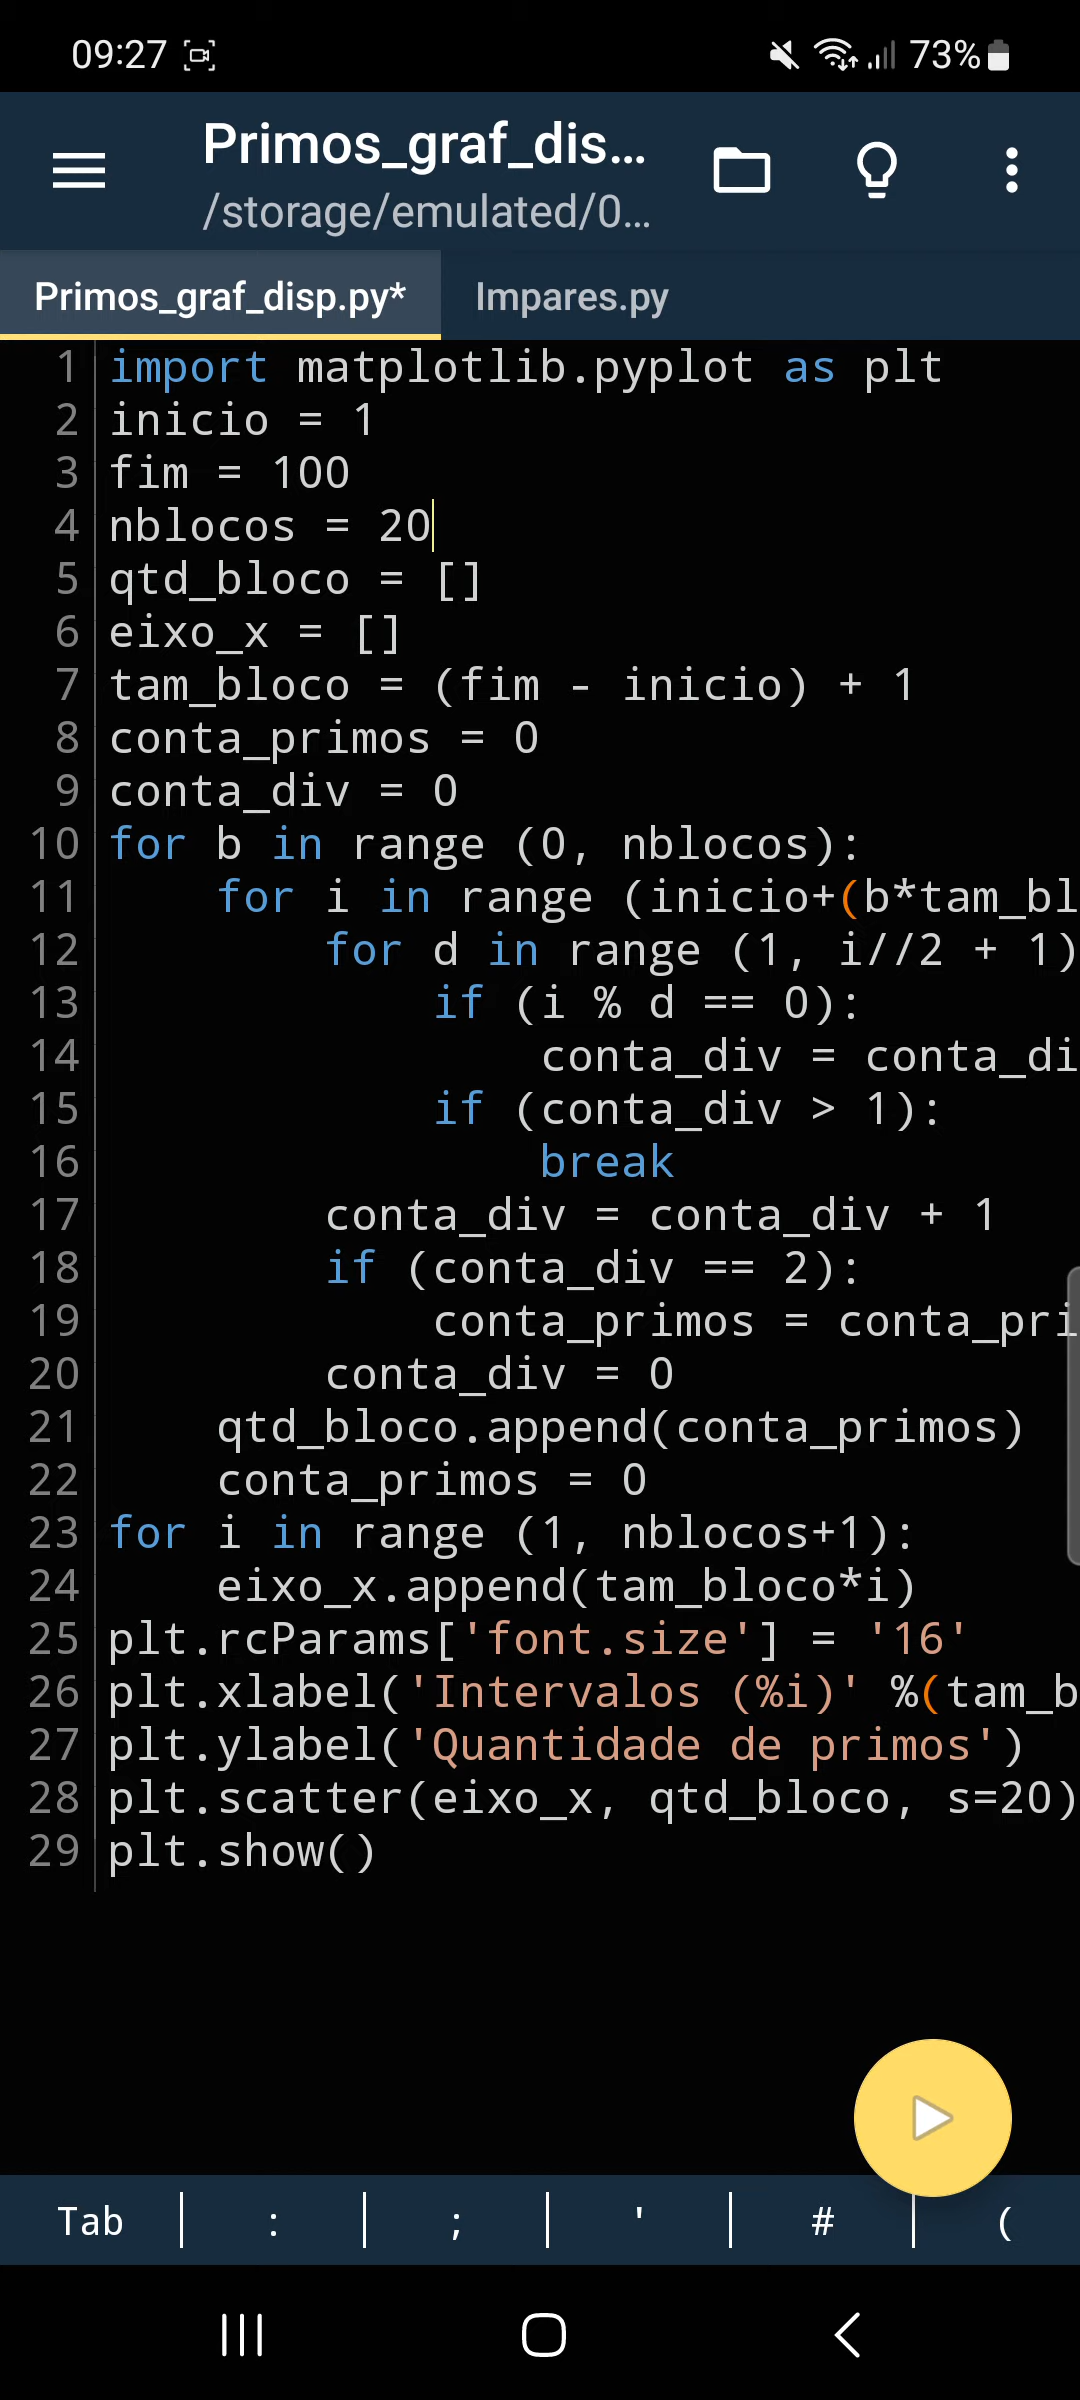 09:27 73%
Primos_graf_dis...
/storage/emulated/0...
Primos_graf_disp.py* Impares.py
1 import matplotlib.pyplot as plt
2 inicio = 1
3 fim = 100
4 nblocos = 20
5 qtd_bloco = []
6 eixo_x = []
7 tam_bloco = (fim - inicio) + 1
8 conta_primos = 0
9 conta_div = 0
10 for b in range (0, nblocos):
11     for i in range (inicio+(b*tam_bl
12         for d in range (1, i//2 + 1)
13             if (i % d == 0):
14                 conta_div = conta_di
15             if (conta_div > 1):
16                 break
17         conta_div = conta_div + 1
18         if (conta_div == 2):
19             conta_primos = conta_pri
20         conta_div = 0
21     qtd_bloco.append(conta_primos)
22     conta_primos = 0
23 for i in range (1, nblocos+1):
24     eixo_x.append(tam_bloco*i)
25 plt.rcParams['font.size'] = '16'
26 plt.xlabel('Intervalos (%i)' %(tam_b
27 plt.ylabel('Quantidade de primos')
28 plt.scatter(eixo_x, qtd_bloco, s=20)
29 plt.show()
Tab : ; ' # (